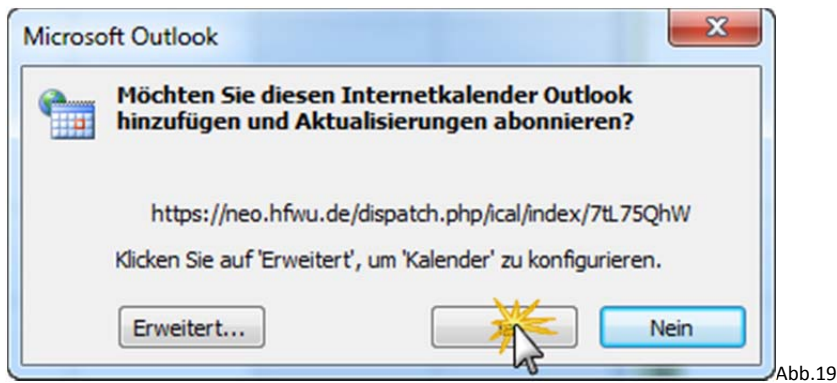 Microsoft Outlook
Möchten Sie diesen Internetkalender Outlook
hinzufügen und Aktualisierungen abonnieren?
https://neo.hfwu.de/dispatch.php/ical/index/7tL75QhW
Klicken Sie auf 'Erweitert', um 'Kalender' zu konfigurieren.
Erweitert... Nein
Abb.19